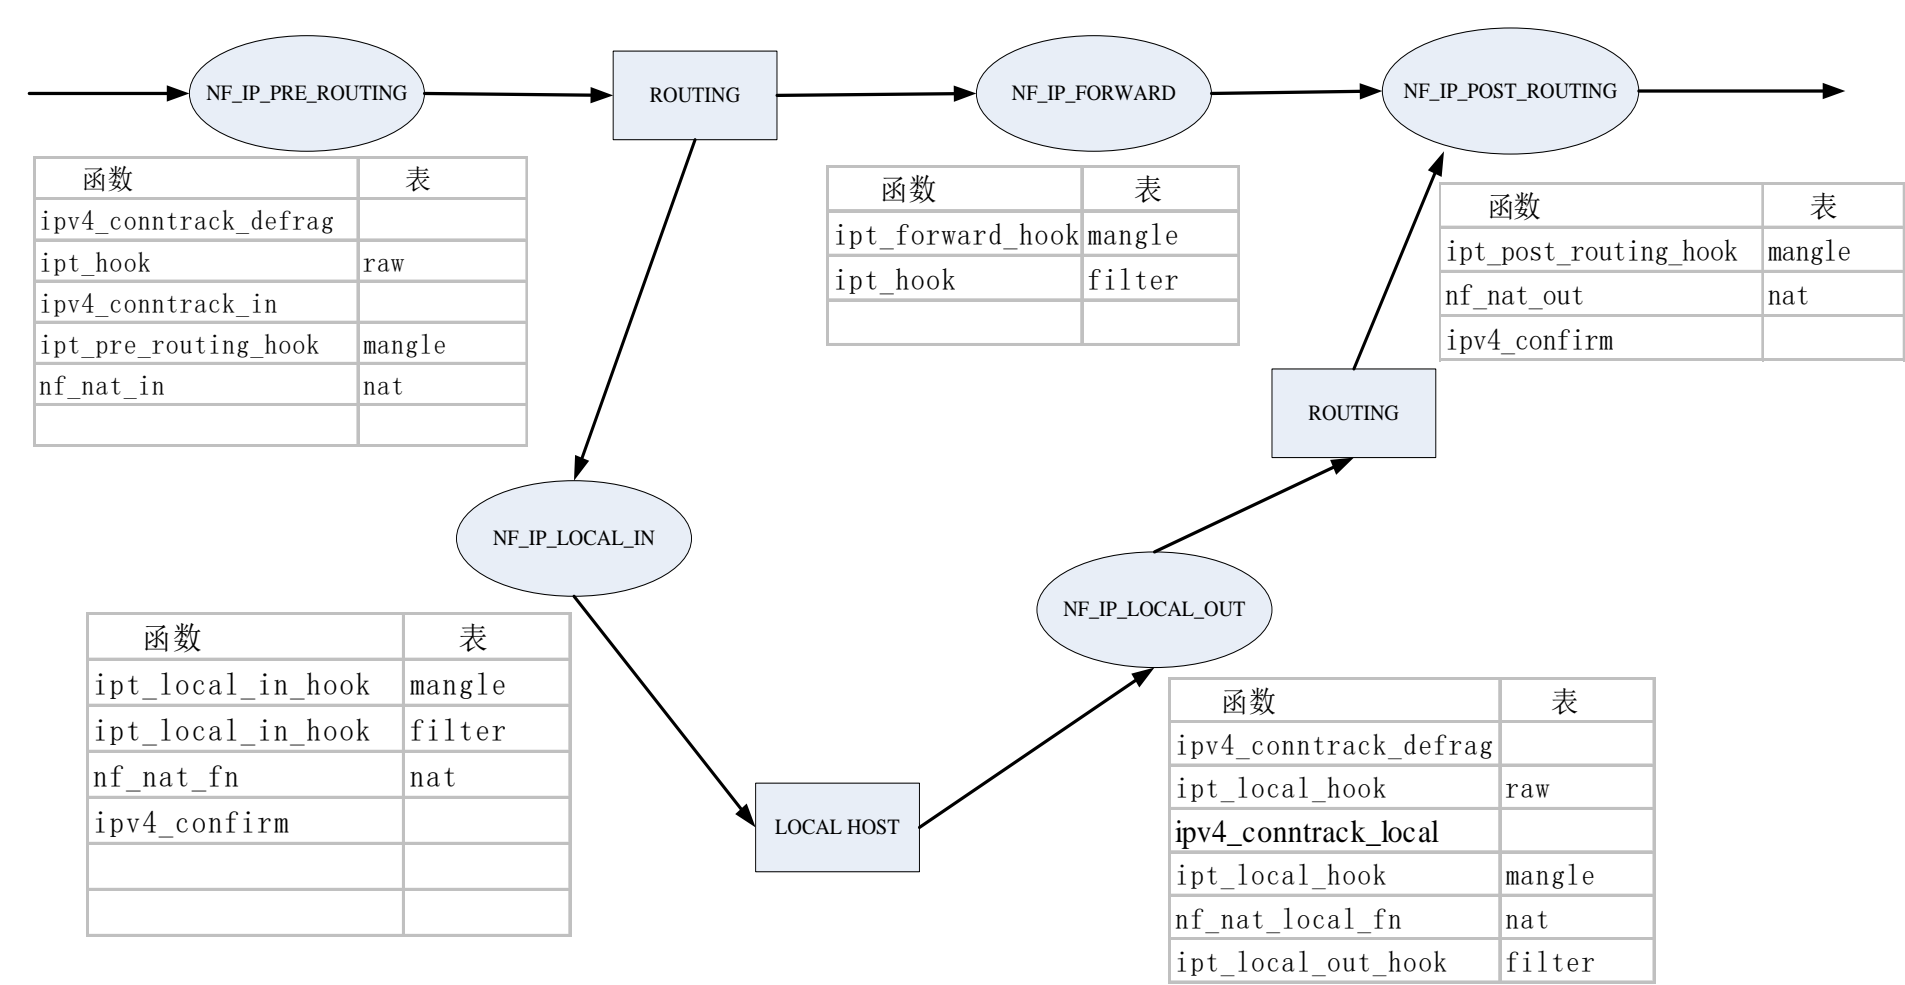 NF_IP_PRE_ROUTING
ROUTING
NF_IP_FORWARD
NF_IP_POST_ROUTING
函数 表
ipv4_conntrack_defrag
ipt_hook raw
ipv4_conntrack_in
ipt_pre_routing_hook mangle
nf_nat_in nat
函数 表
ipt_forward_hook mangle
ipt_hook filter
函数 表
ipt_post_routing_hook mangle
nf_nat_out nat
ipv4_confirm
ROUTING
NF_IP_LOCAL_IN
NF_IP_LOCAL_OUT
函数 表
ipt_local_in_hook mangle
ipt_local_in_hook filter
nf_nat_fn nat
ipv4_confirm
LOCAL HOST
函数 表
ipv4_conntrack_defrag
ipt_local_hook raw
ipv4_conntrack_local
ipt_local_hook mangle
nf_nat_local_fn nat
ipt_local_out_hook filter